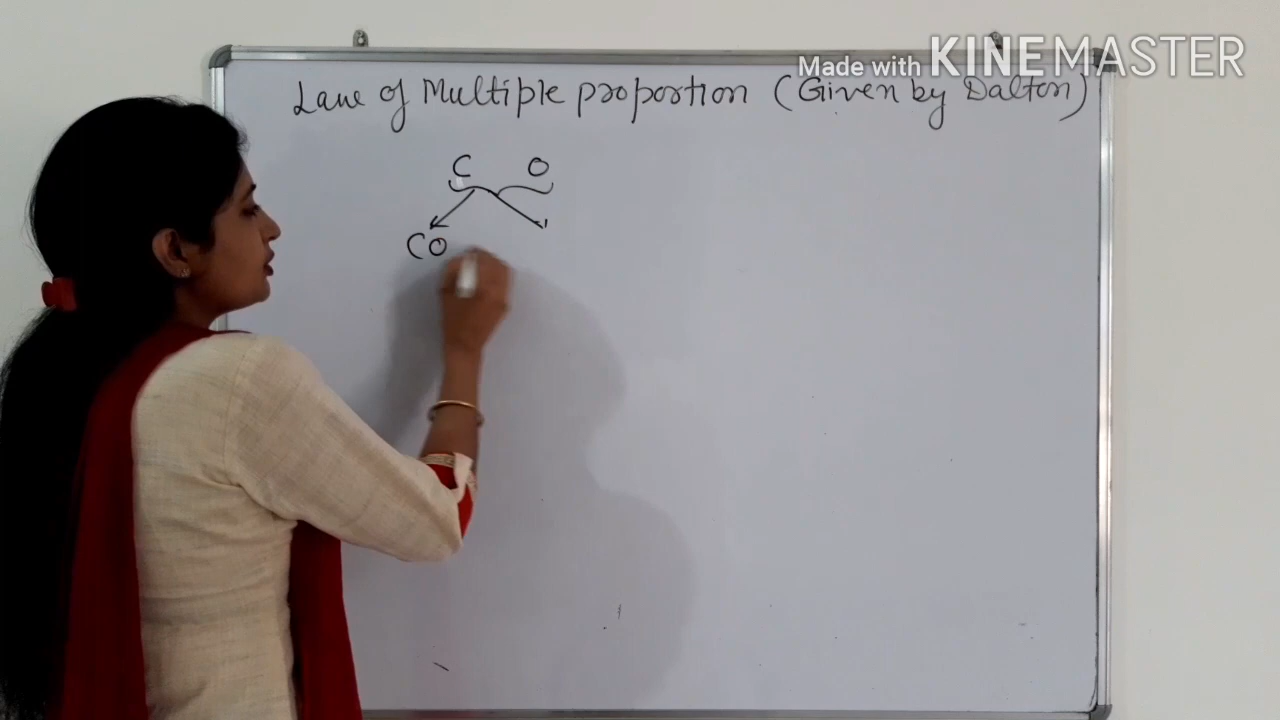 Made with KINEMASTER
Law of Multiple proportion (Given by Dalton)
C O
CO